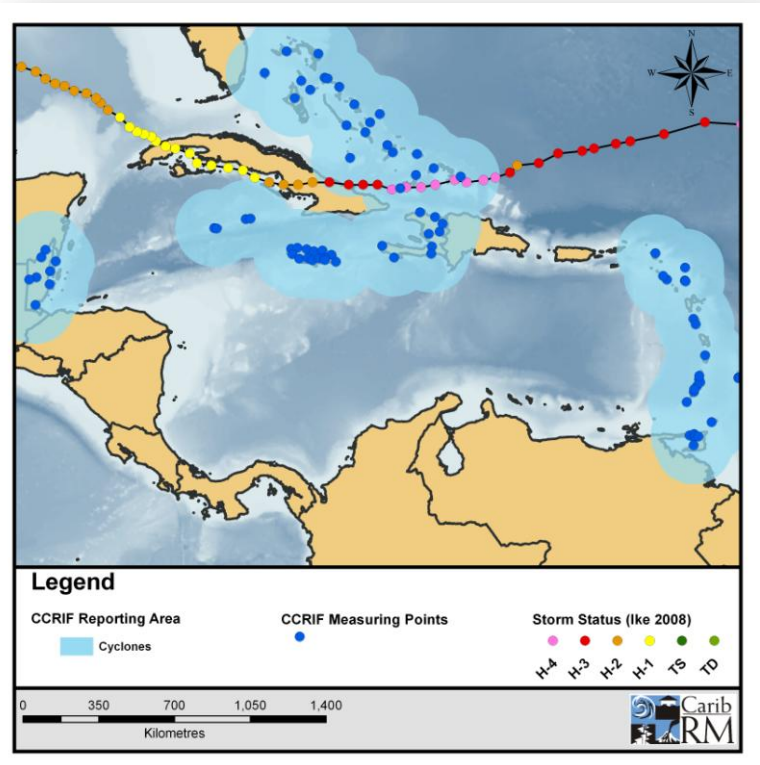 N
W E
S
Legend
CCRIF Reporting Area
Cyclones
CCRIF Measuring Points
Storm Status (Ike 2008)
H-4 H-3 H-2 H-1 TS TD
0 350 700 1,050 1,400
Kilometres
Carib
RM